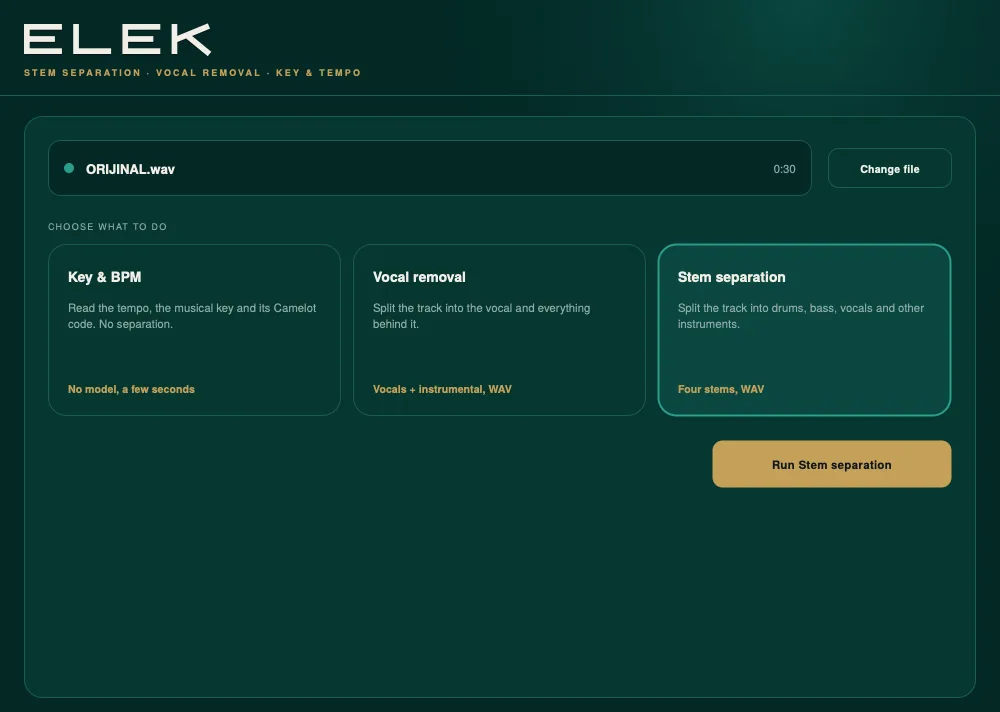 ELEK
STEM SEPARATION · VOCAL REMOVAL · KEY & TEMPO
ORIJINAL.wav
0:30
Change file
CHOOSE WHAT TO DO
Key & BPM
Read the tempo, the musical key and its Camelot
code. No separation.
No model, a few seconds
Vocal removal
Split the track into the vocal and everything
behind it.
Vocals + instrumental, WAV
Stem separation
Split the track into drums, bass, vocals and other
instruments.
Four stems, WAV
Run Stem separation